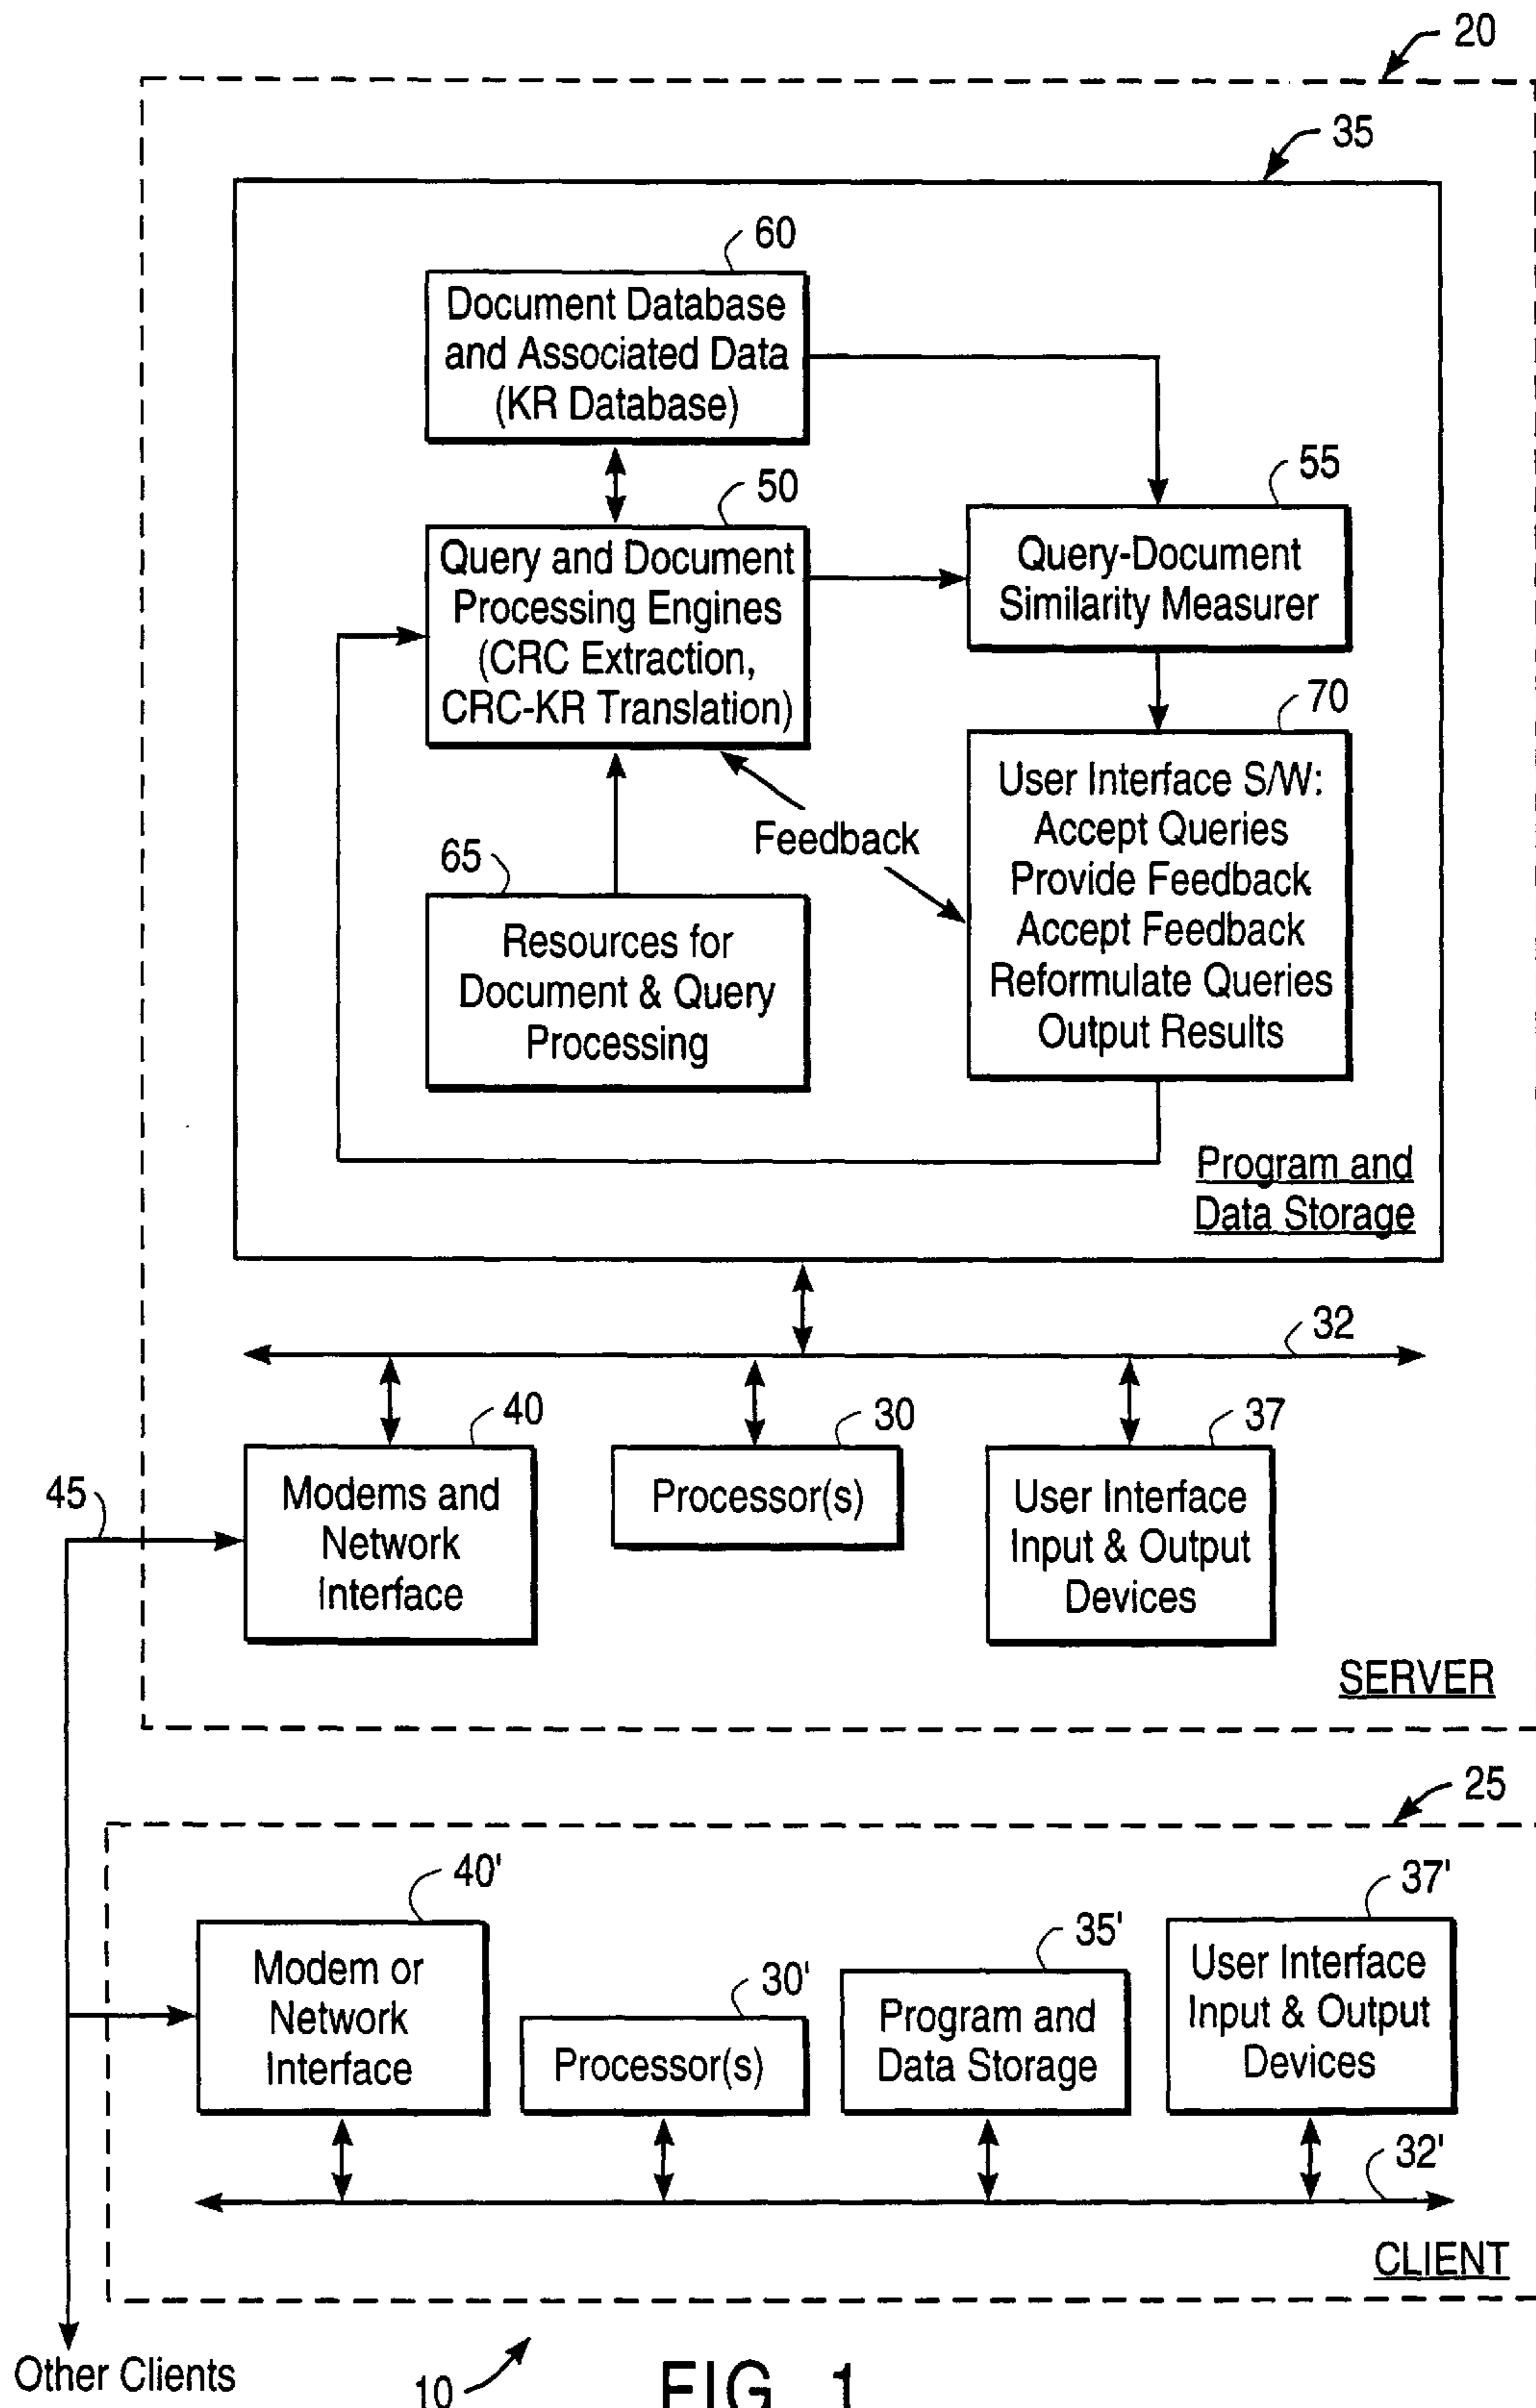 20
35
60
Document Database
and Associated Data
(KR Database)
50
Query and Document
Processing Engines
(CRC Extraction,
CRC-KR Translation)
55
Query-Document
Similarity Measurer
70
User Interface S/W:
Accept Queries
Provide Feedback
Accept Feedback
Reformulate Queries
Output Results
Feedback
65
Resources for
Document & Query
Processing
Program and
Data Storage
32
40
Modems and
Network
Interface
30
Processor(s)
37
User Interface
Input & Output
Devices
45
SERVER
25
40'
Modem or
Network
Interface
30'
Processor(s)
35'
Program and
Data Storage
37'
User Interface
Input & Output
Devices
32'
CLIENT
Other Clients
10
FIG. 1